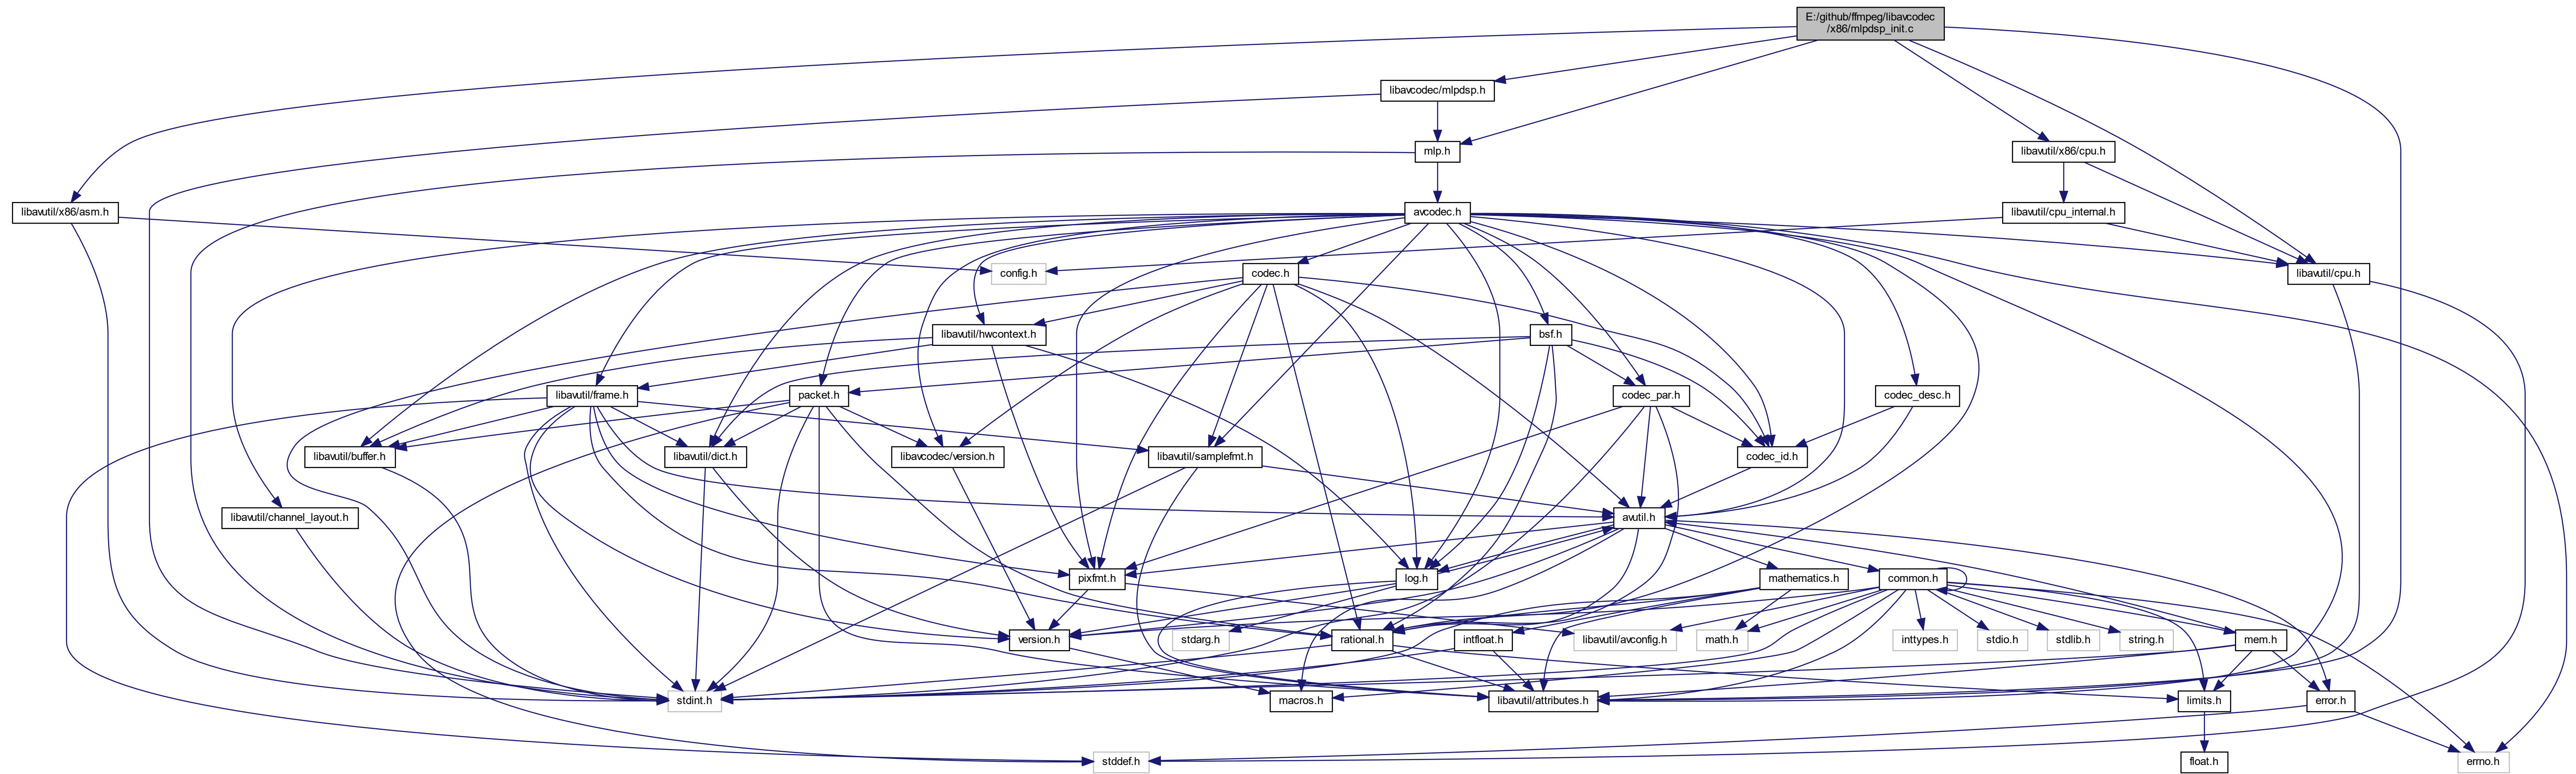 E:/github/ffmpeg/libavcodec
/x86/mlpdsp_init.c
libavcodec/mlpdsp.h
mlp.h
libavutil/x86/cpu.h
libavutil/x86/asm.h
avcodec.h
libavutil/cpu_internal.h
config.h
codec.h
libavutil/cpu.h
libavutil/hwcontext.h
bsf.h
libavutil/frame.h
packet.h
codec_par.h
codec_desc.h
libavutil/buffer.h
libavutil/dict.h
libavcodec/version.h
libavutil/samplefmt.h
codec_id.h
libavutil/channel_layout.h
avutil.h
pixfmt.h
log.h
mathematics.h
common.h
version.h
stdarg.h
rational.h
intfloat.h
libavutil/avconfig.h
math.h
inttypes.h
stdio.h
stdlib.h
string.h
mem.h
stdint.h
macros.h
libavutil/attributes.h
limits.h
error.h
stddef.h
float.h
errno.h